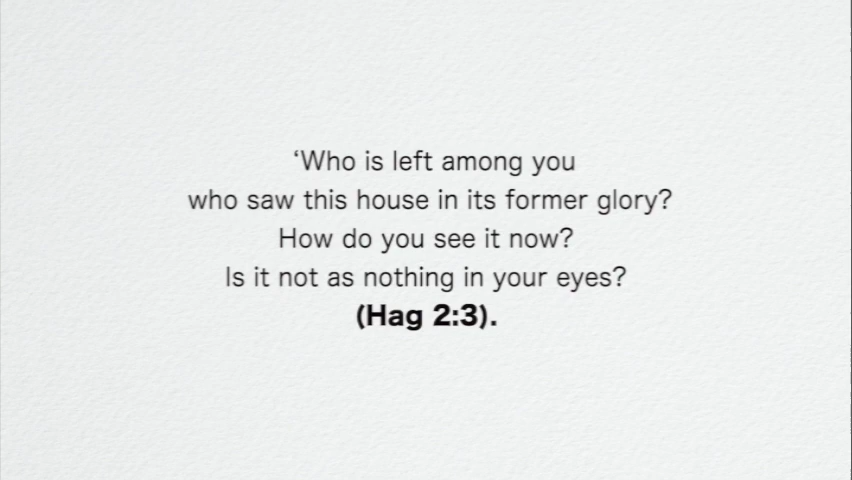 ‘Who is left among you
who saw this house in its former glory?
How do you see it now?
Is it not as nothing in your eyes?
(Hag 2:3).